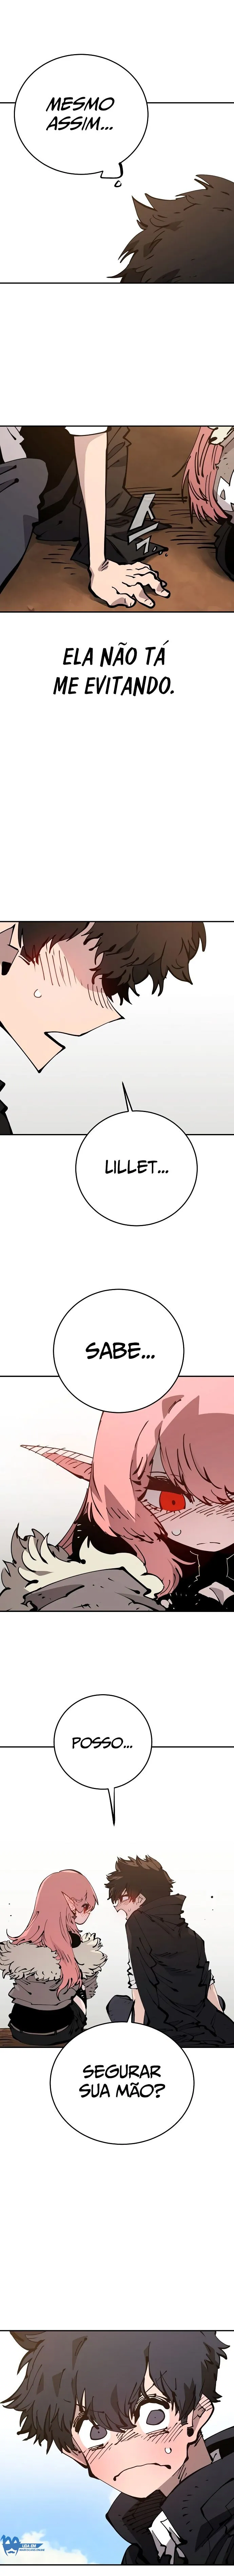 MESMO
ASSIM...
ELA NÃO TÁ
ME EVITANDO.
LILLET...
SABE...
POSSO...
SEGURAR
SUA MÃO?